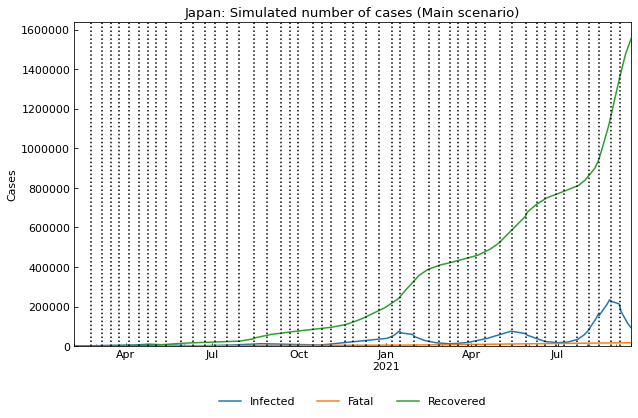 Japan: Simulated number of cases (Main scenario)
1600000
1400000
1200000
1000000
800000
600000
400000
200000
0
Cases
Apr Jul Oct Jan Apr Jul
2021
Infected Fatal Recovered